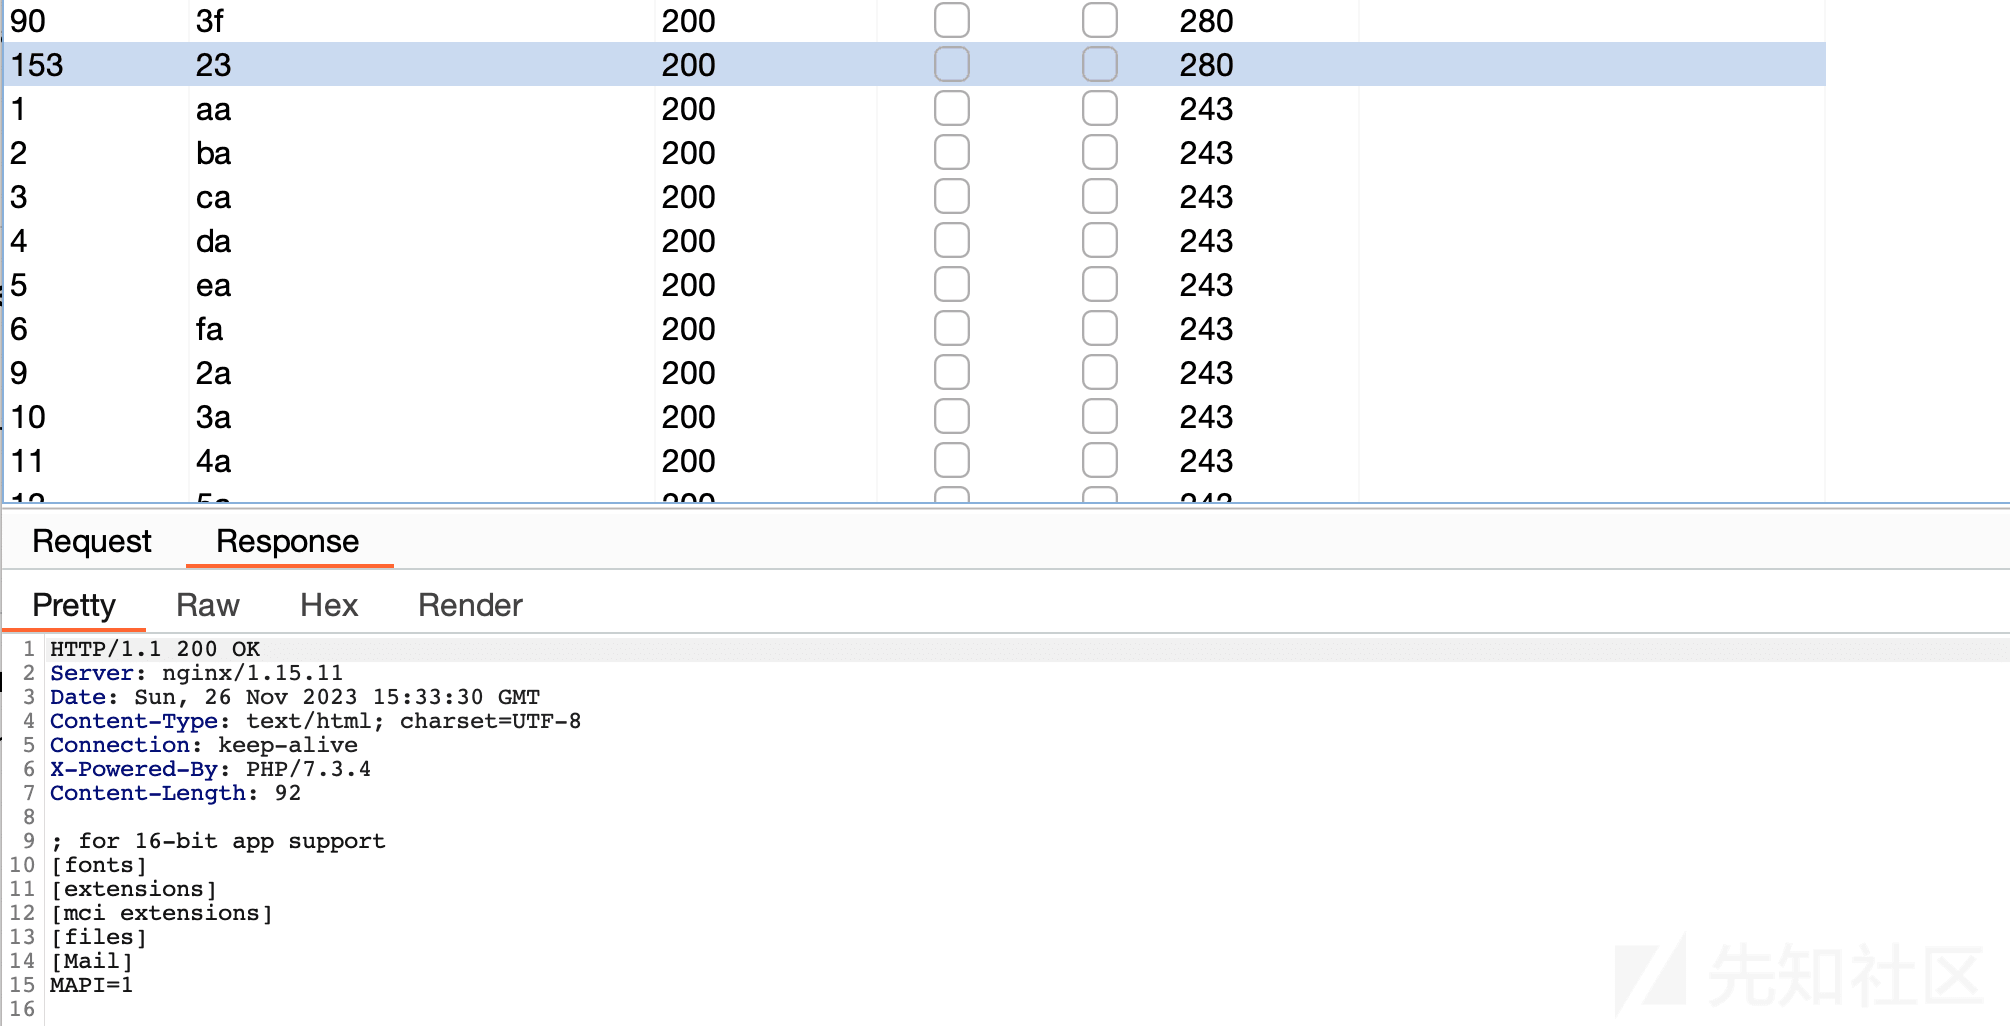 90 3f 200 280
153 23 200 280
1 aa 200 243
2 ba 200 243
3 ca 200 243
4 da 200 243
5 ea 200 243
6 fa 200 243
9 2a 200 243
10 3a 200 243
11 4a 200 243
12 5a 200 243
Request Response
Pretty Raw Hex Render
1 HTTP/1.1 200 OK
2 Server: nginx/1.15.11
3 Date: Sun, 26 Nov 2023 15:33:30 GMT
4 Content-Type: text/html; charset=UTF-8
5 Connection: keep-alive
6 X-Powered-By: PHP/7.3.4
7 Content-Length: 92
8
9 ; for 16-bit app support
10 [fonts]
11 [extensions]
12 [mci extensions]
13 [files]
14 [Mail]
15 MAPI=1
16
先知社区